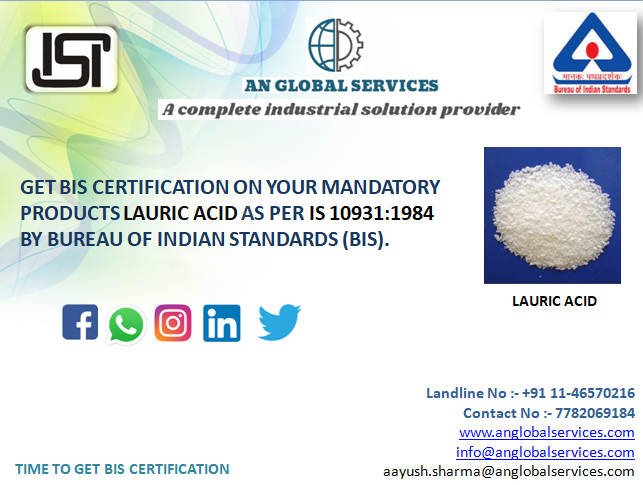 ISI
AN GLOBAL SERVICES
A complete industrial solution provider
मानकः पथप्रदर्शकः
Bureau of Indian Standards
GET BIS CERTIFICATION ON YOUR MANDATORY
PRODUCTS LAURIC ACID AS PER IS 10931:1984
BY BUREAU OF INDIAN STANDARDS (BIS).
LAURIC ACID
Landline No :- +91 11-46570216
Contact No :- 7782069184
www.anglobalservices.com
info@anglobalservices.com
TIME TO GET BIS CERTIFICATION
aayush.sharma@anglobalservices.com